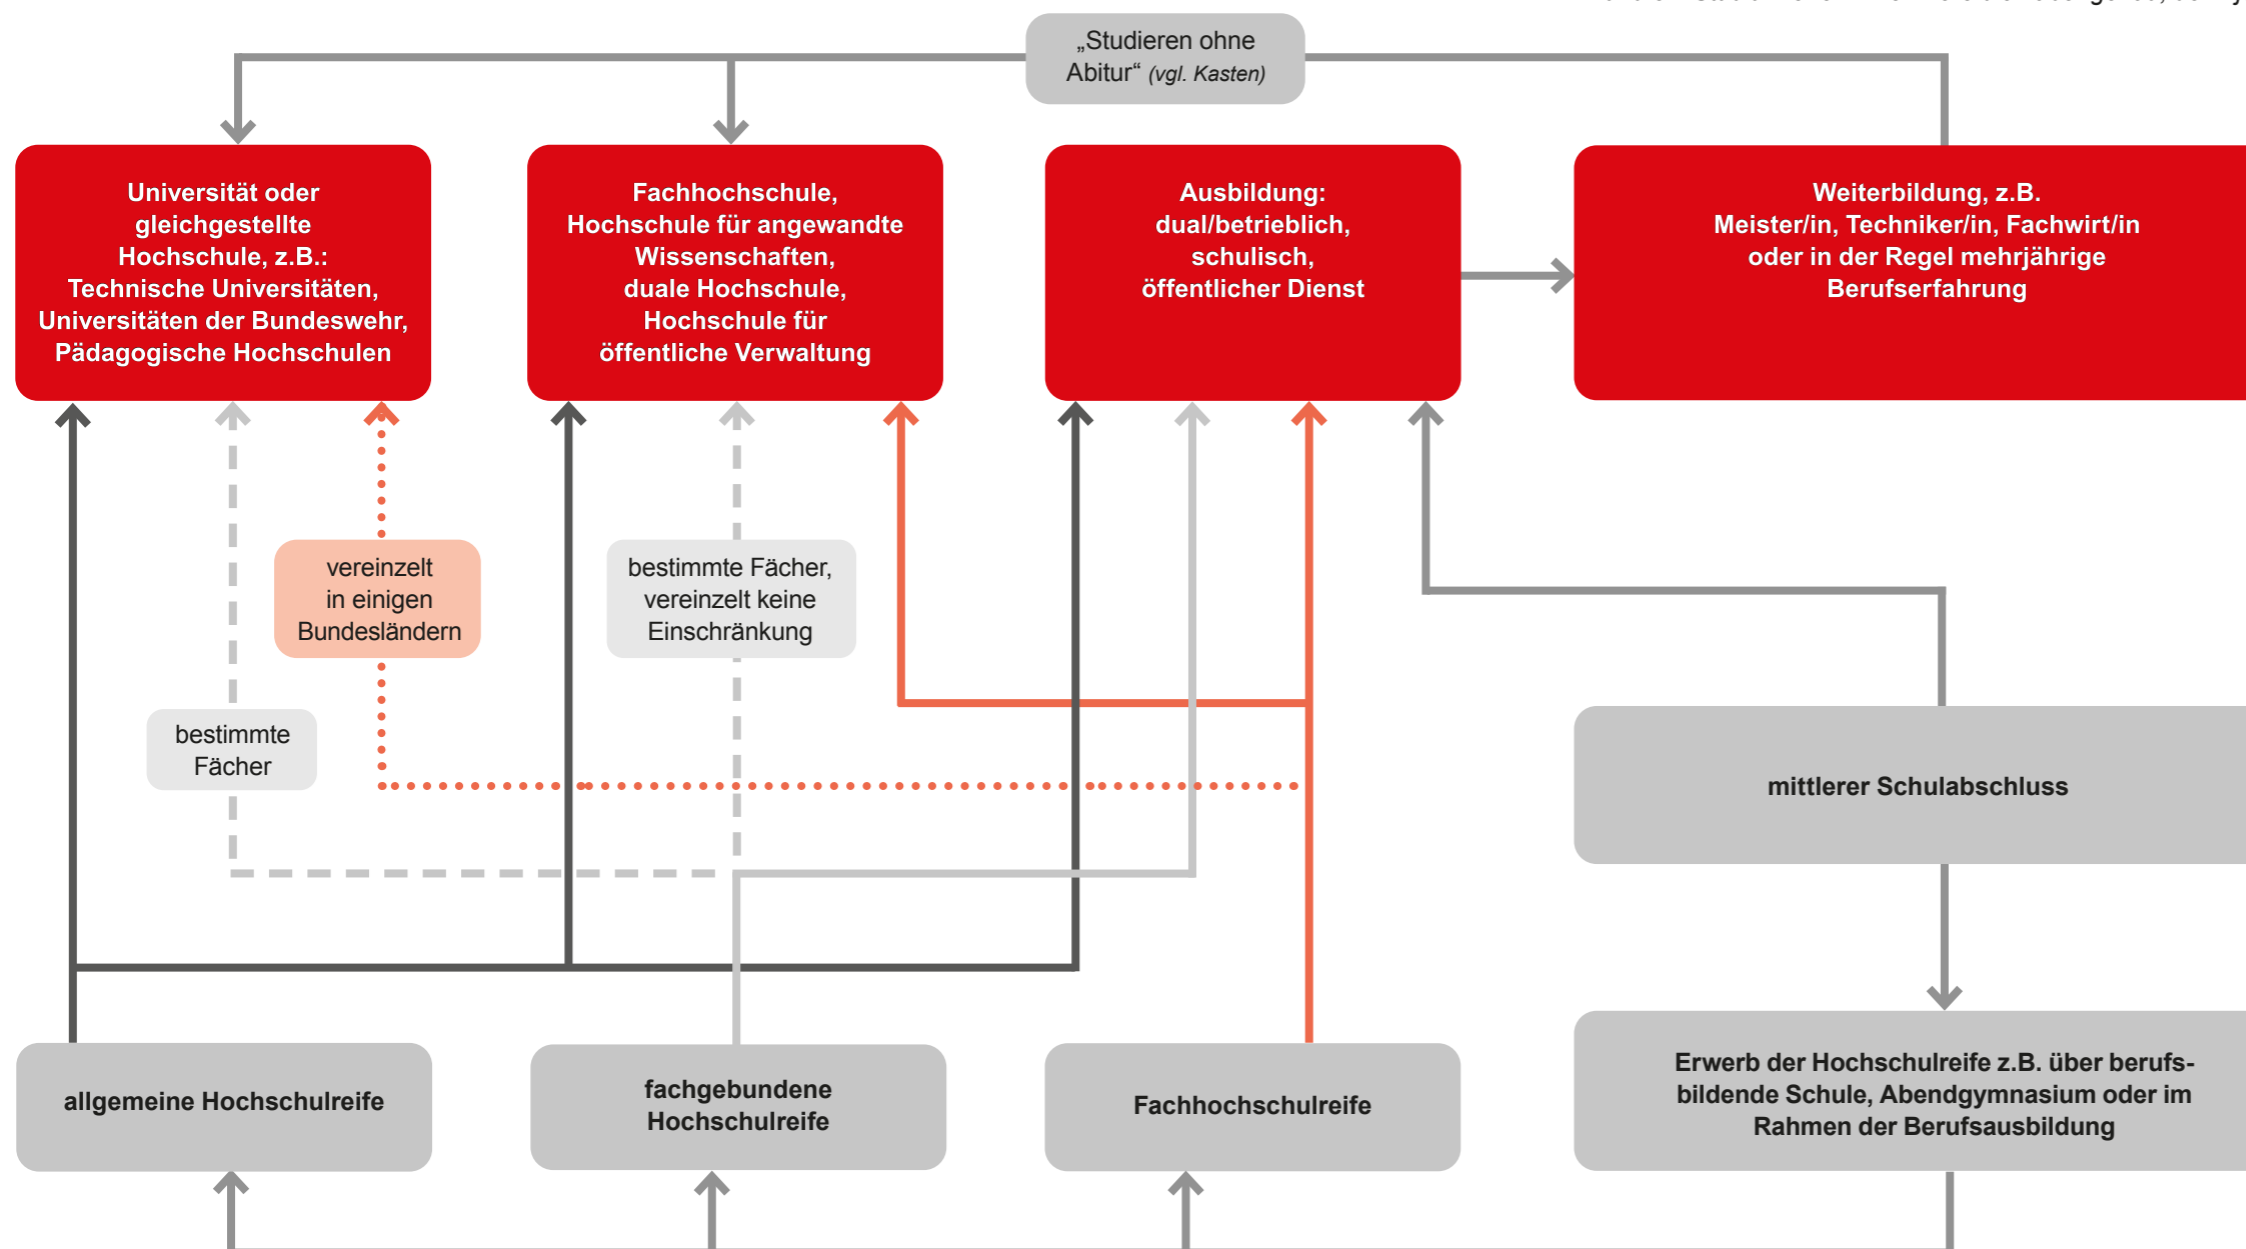 „Studieren ohne
Abitur“ (vgl. Kasten)
Universität oder
gleichgestellte
Hochschule, z.B.:
Technische Universitäten,
Universitäten der Bundeswehr,
Pädagogische Hochschulen
Fachhochschule,
Hochschule für angewandte
Wissenschaften,
duale Hochschule,
Hochschule für
öffentliche Verwaltung
Ausbildung:
dual/betrieblich,
schulisch,
öffentlicher Dienst
Weiterbildung, z.B.
Meister/in, Techniker/in, Fachwirt/in
oder in der Regel mehrjährige
Berufserfahrung
vereinzelt
in einigen
Bundesländern
bestimmte Fächer,
vereinzelt keine
Einschränkung
bestimmte
Fächer
mittlerer Schulabschluss
allgemeine Hochschulreife
fachgebundene
Hochschulreife
Fachhochschulreife
Erwerb der Hochschulreife z.B. über berufs-
bildende Schule, Abendgymnasium oder im
Rahmen der Berufsausbildung